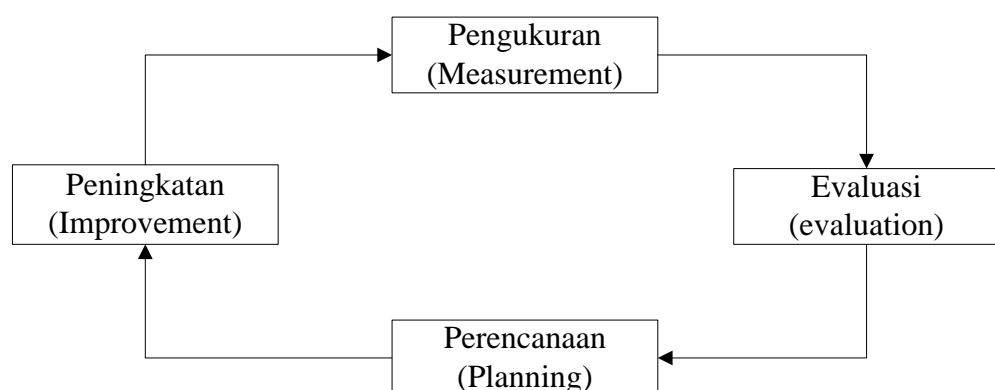 Pengukuran
(Measurement)
Peningkatan
(Improvement)
Evaluasi
(evaluation)
Perencanaan
(Planning)